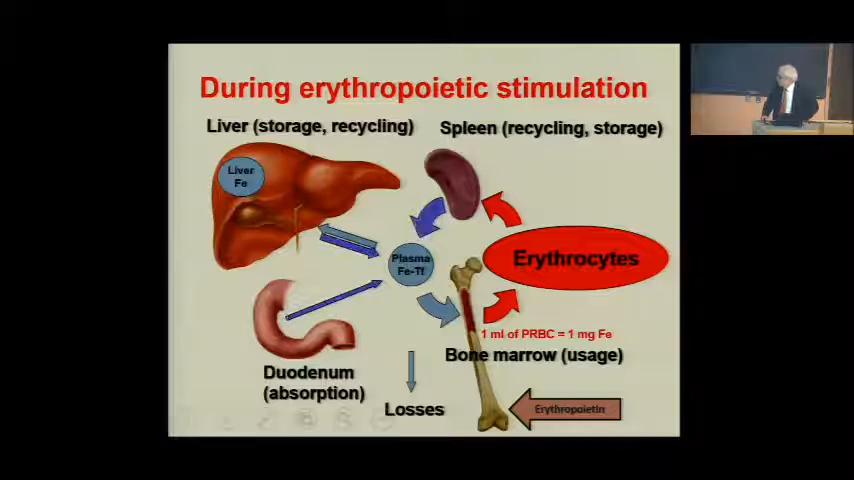 During erythropoietic stimulation
Liver (storage, recycling)
Spleen (recycling, storage)
Liver
Fe
Plasma
Fe-Tf
Erythrocytes
1 ml of PRBC = 1 mg Fe
Bone marrow (usage)
Duodenum
(absorption)
Losses
Erythropoietin